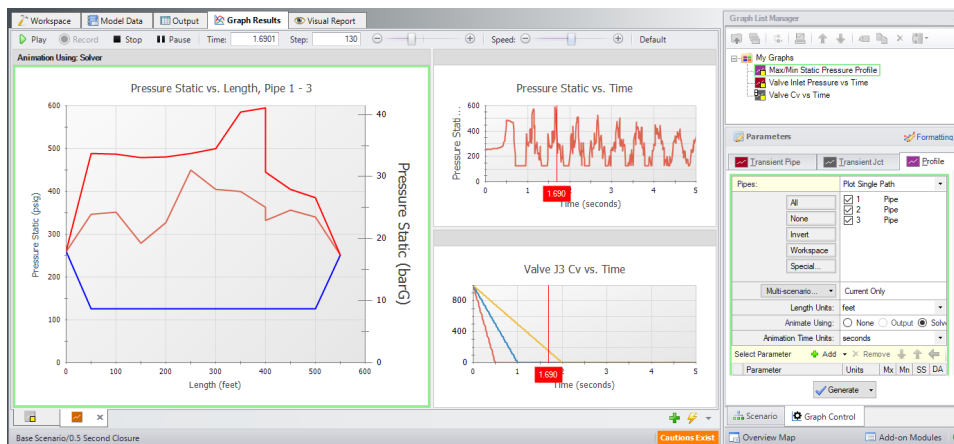 Workspace Model Data Output Graph Results Visual Report
Play Record Stop Pause Time: 1.6901 Step: 130 Speed: Default
Animation Using: Solver
Pressure Static vs. Length, Pipe 1 - 3
Pressure Static (psig)
600
500
400
300
200
100
0
0 100 200 300 400 500 600
Length (feet)
40
30
20
10
0
Pressure Static (barG)
Pressure Static vs. Time
Pressure Stati...
600
400
200
0
0 1 2 3 4 5
1.690
Time (seconds)
Valve J3 Cv vs. Time
800
400
0
0 1 2 3 4 5
1.690
Time (seconds)
Base Scenario/0.5 Second Closure
Cautions Exist
Graph List Manager
My Graphs
Max/Min Static Pressure Profile
Valve Inlet Pressure vs Time
Valve Cv vs Time
Parameters Formatting
Transient Pipe Transient Jct Profile
Pipes: Plot Single Path
All
None
Invert
Workspace
Special...
1 Pipe
2 Pipe
3 Pipe
Multi-scenario... Current Only
Length Units: feet
Animate Using: None Output Solve
Animation Time Units: seconds
Select Parameter Add Remove
Parameter Units Mx Mn SS DA
Generate
Scenario Graph Control
Overview Map Add-on Modules